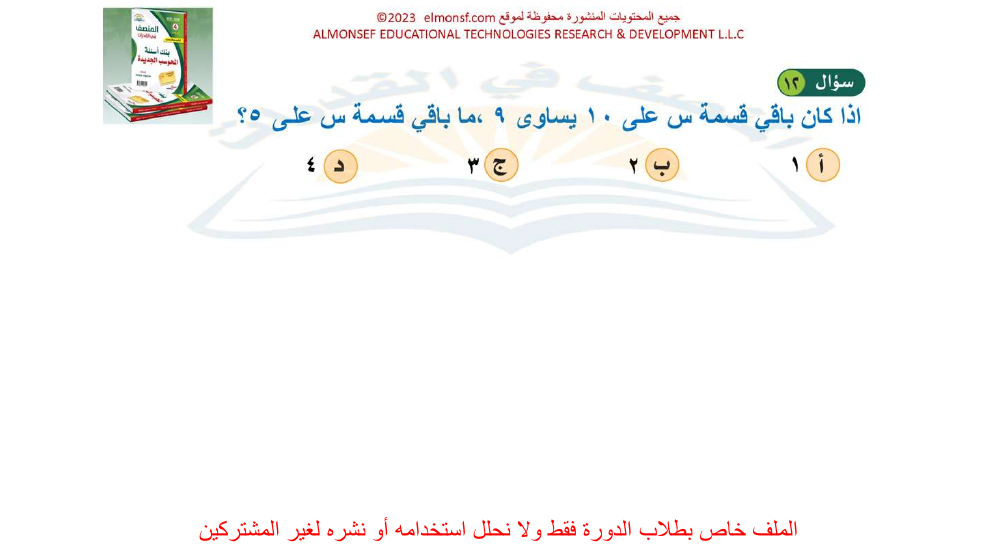 جميع المحتويات المنشورة محفوظة لموقع elmonsf.com ©2023
ALMONSEF EDUCATIONAL TECHNOLOGIES RESEARCH & DEVELOPMENT L.L.C
المنصف
بنك أسئلة
المحوسب الجديدة
سؤال ١٢
اذا كان باقي قسمة س على ١٠ يساوى ٩ ،ما باقي قسمة س على ٥؟
أ ١
ب ٢
ج ٣
د ٤
الملف خاص بطلاب الدورة فقط ولا نحلل استخدامه أو نشره لغير المشتركين